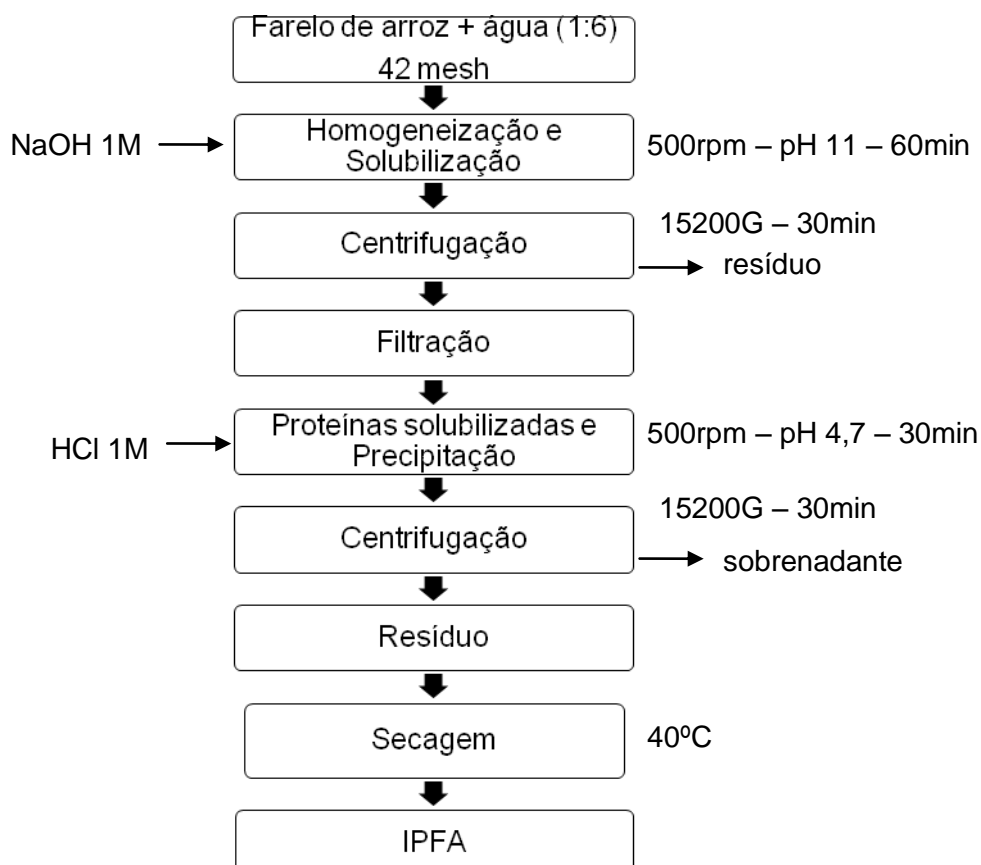 Farelo de arroz + água (1:6)
42 mesh
NaOH 1M
Homogeneização e
Solubilização
500rpm – pH 11 – 60min
Centrifugação
15200G – 30min
resíduo
Filtração
HCl 1M
Proteínas solubilizadas e
Precipitação
500rpm – pH 4,7 – 30min
Centrifugação
15200G – 30min
sobrenadante
Resíduo
Secagem
40ºC
IPFA